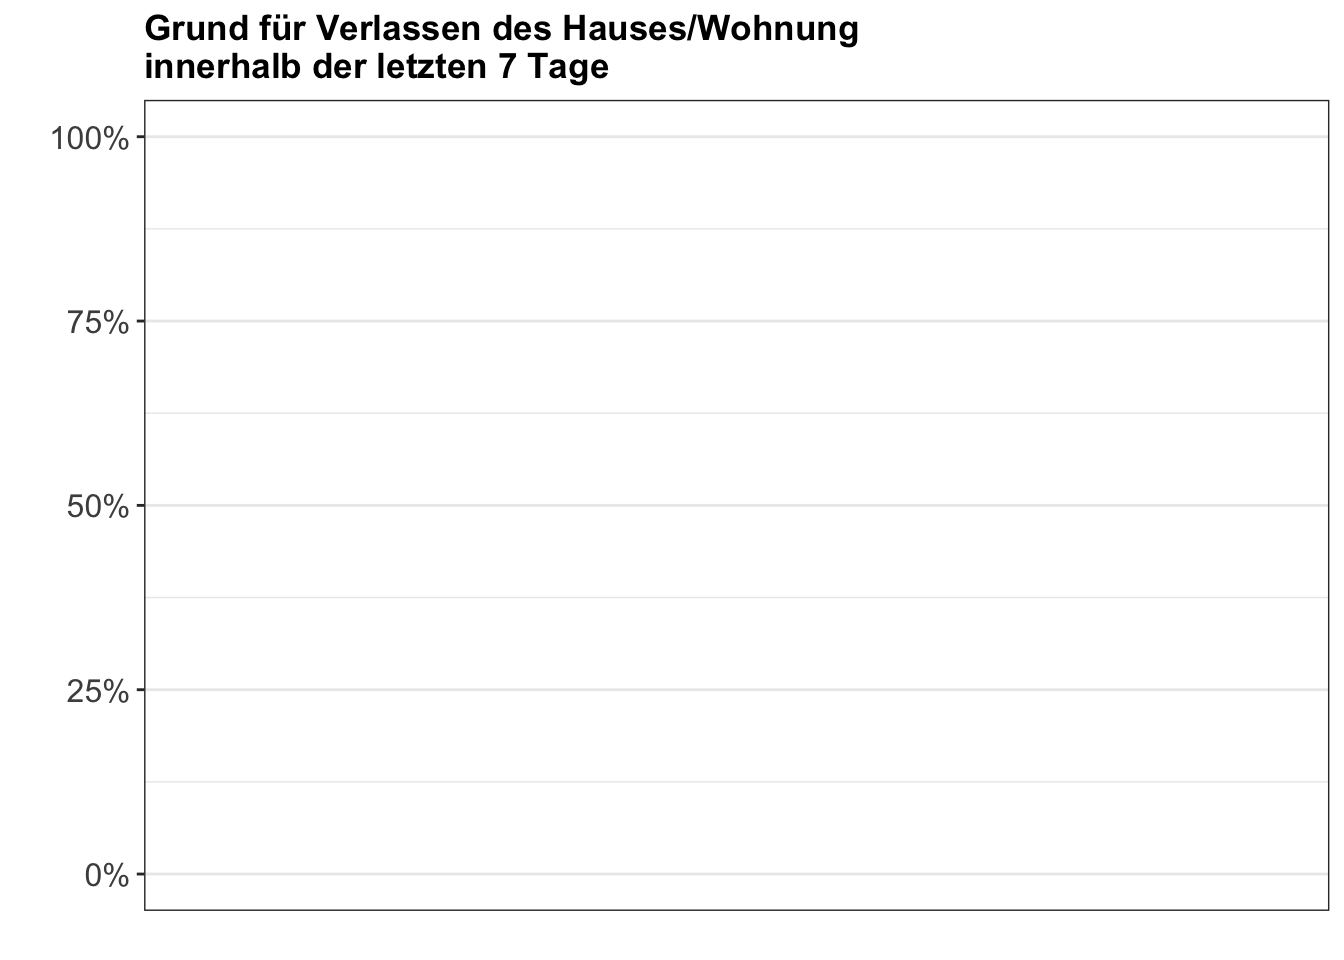 Grund für Verlassen des Hauses/Wohnung
innerhalb der letzten 7 Tage
100%
75%
50%
25%
0%